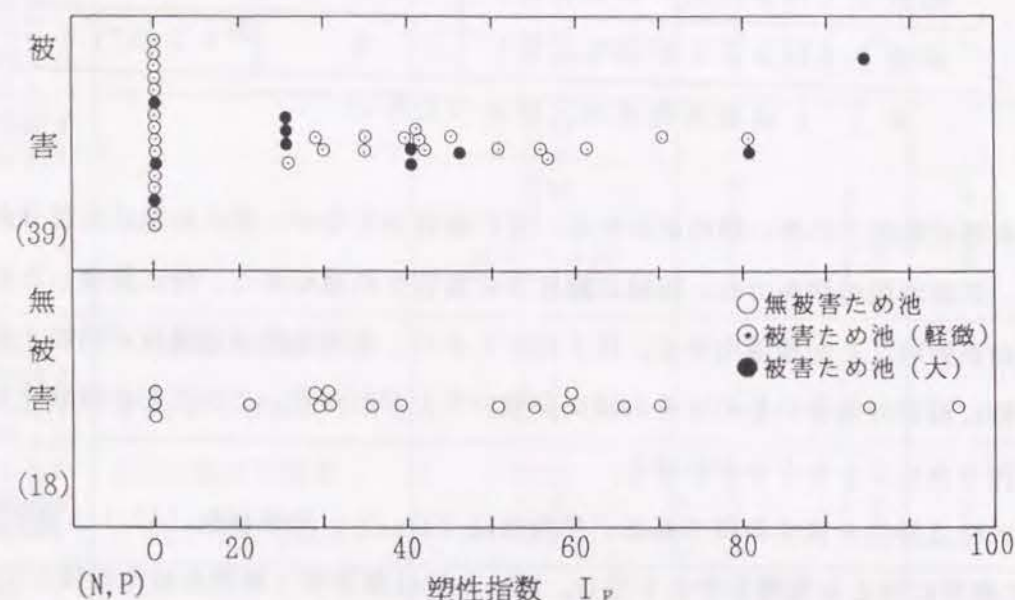 被
害
(39)
無
被
害
(18)
○無被害ため池
⊙被害ため池（軽微）
●被害ため池（大）
0 20 40 60 80 100
(N,P) 塑性指数 I_P